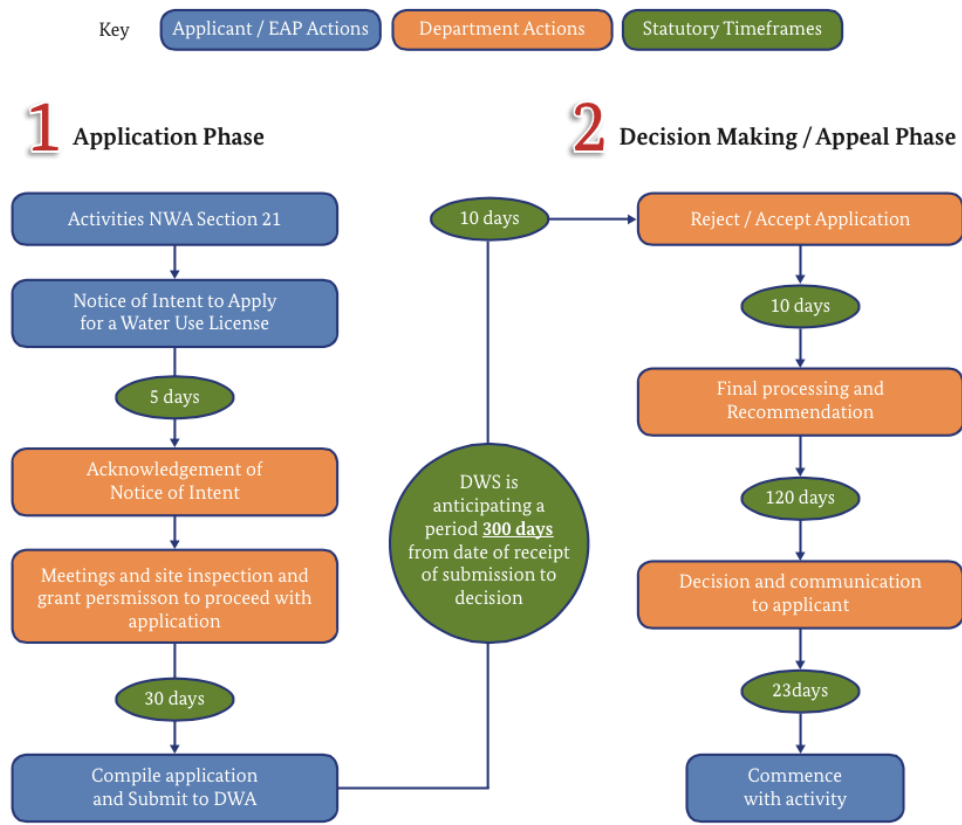 Key
Applicant / EAP Actions
Department Actions
Statutory Timeframes
1 Application Phase
Activities NWA Section 21
Notice of Intent to Apply
for a Water Use License
5 days
Acknowledgement of
Notice of Intent
Meetings and site inspection and
grant persmisson to proceed with
application
30 days
Compile application
and Submit to DWA
DWS is
anticipating a
period 300 days
from date of receipt
of submission to
decision
10 days
2 Decision Making / Appeal Phase
Reject / Accept Application
10 days
Final processing and
Recommendation
120 days
Decision and communication
to applicant
23days
Commence
with activity